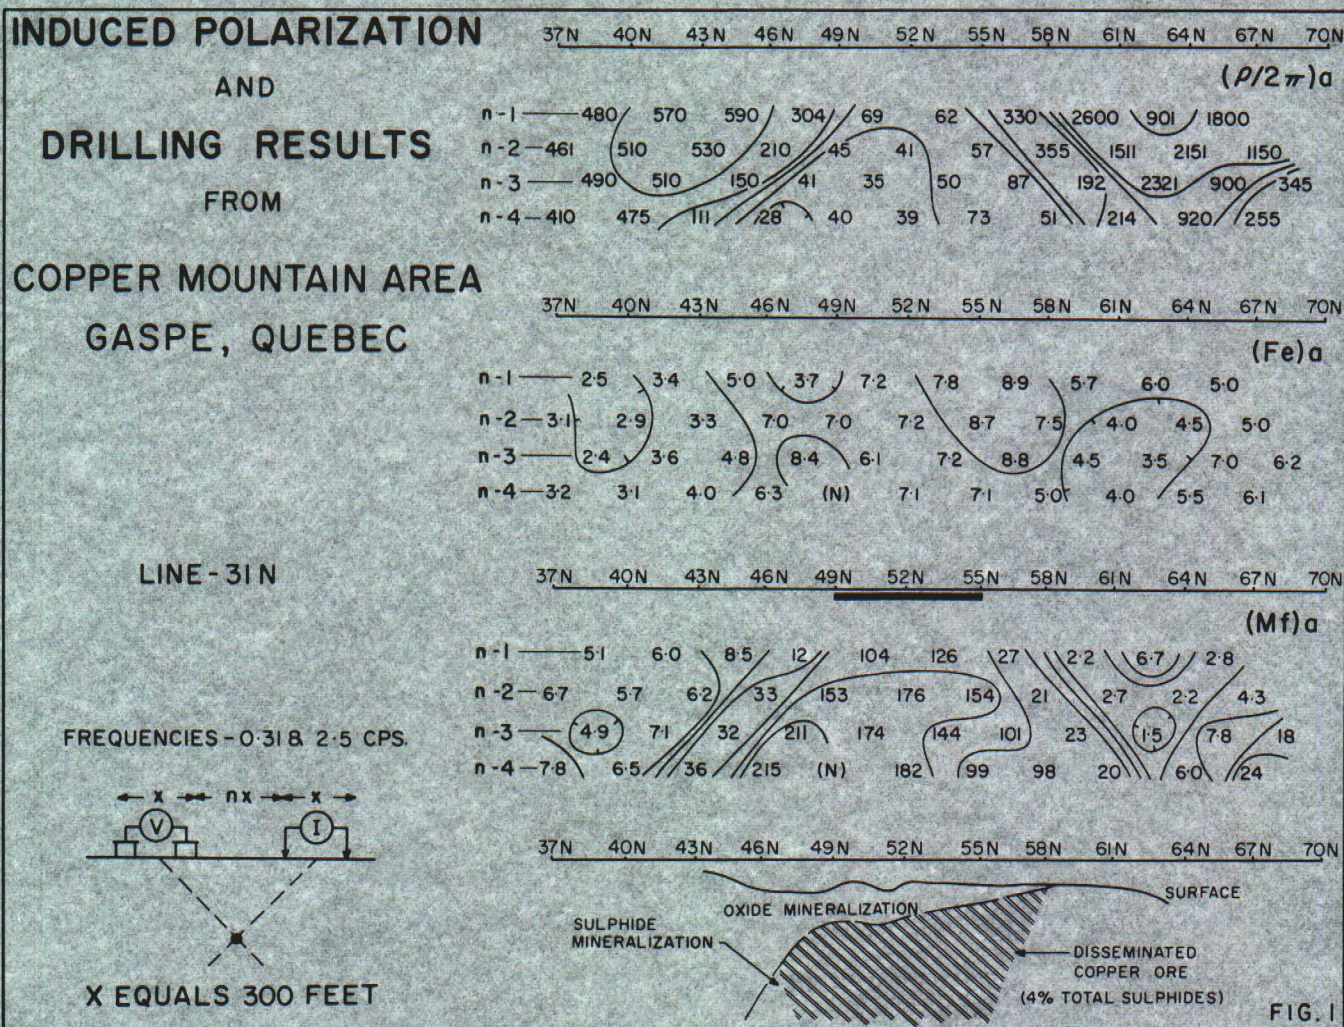 INDUCED POLARIZATION
AND
DRILLING RESULTS
FROM
COPPER MOUNTAIN AREA
GASPE, QUEBEC
LINE-31N
FREQUENCIES-0·31 & 2·5 CPS.
x nx x
V I
X EQUALS 300 FEET
37N 40N 43N 46N 49N 52N 55N 58N 61N 64N 67N 70N
(ρ/2π)a
n-1 480 570 590 304 69 62 330 2600 901 1800
n-2 461 510 530 210 45 41 57 355 1511 2151 1150
n-3 490 510 150 41 35 50 87 192 2321 900 345
n-4 410 475 111 28 40 39 73 51 214 920 255
37N 40N 43N 46N 49N 52N 55N 58N 61N 64N 67N 70N
(Fe)a
n-1 2·5 3·4 5·0 3·7 7·2 7·8 8·9 5·7 6·0 5·0
n-2 3·1 2·9 3·3 7·0 7·0 7·2 8·7 7·5 4·0 4·5 5·0
n-3 2·4 3·6 4·8 8·4 6·1 7·2 8·8 4·5 3·5 7·0 6·2
n-4 3·2 3·1 4·0 6·3 (N) 7·1 7·1 5·0 4·0 5·5 6·1
37N 40N 43N 46N 49N 52N 55N 58N 61N 64N 67N 70N
(Mf)a
n-1 5·1 6·0 8·5 12 104 126 27 2·2 6·7 2·8
n-2 6·7 5·7 6·2 33 153 176 154 21 2·7 2·2 4·3
n-3 4·9 7·1 32 211 174 144 101 23 1·5 7·8 18
n-4 7·8 6·5 36 215 (N) 182 99 98 20 6·0 24
37N 40N 43N 46N 49N 52N 55N 58N 61N 64N 67N 70N
SURFACE
OXIDE MINERALIZATION
SULPHIDE
MINERALIZATION
DISSEMINATED
COPPER ORE
(4% TOTAL SULPHIDES)
FIG. 1